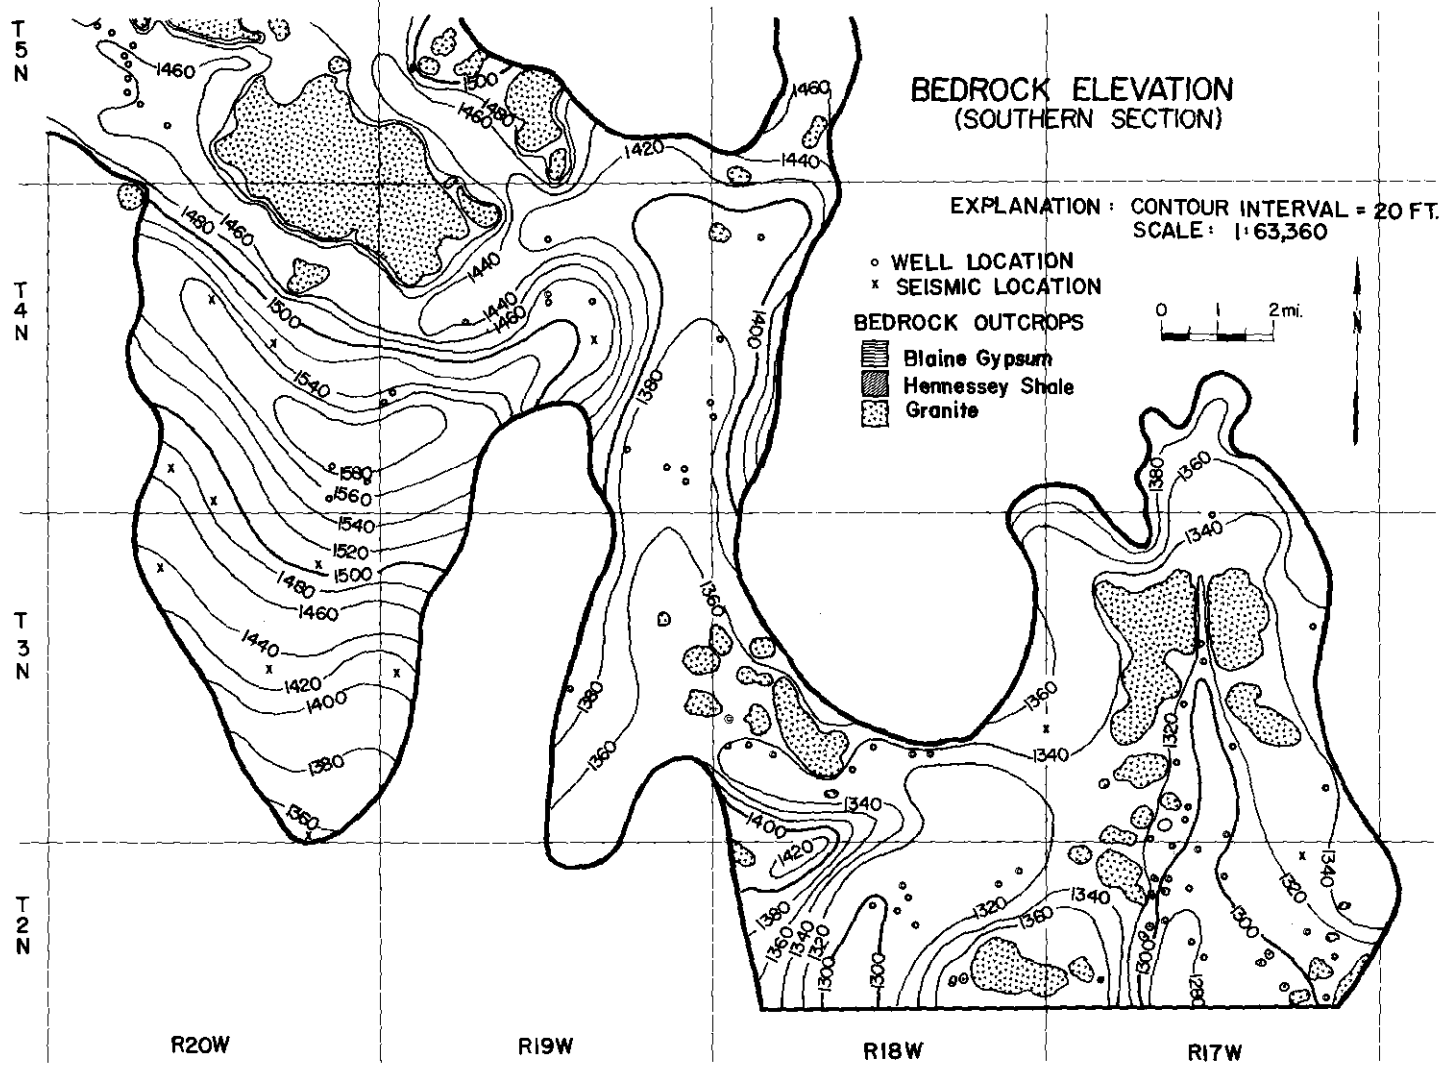 T
5
N
BEDROCK ELEVATION
(SOUTHERN SECTION)
EXPLANATION: CONTOUR INTERVAL = 20 FT.
SCALE: 1:63,360
WELL LOCATION
x SEISMIC LOCATION
BEDROCK OUTCROPS
Blaine Gypsum
Hennessey Shale
Granite
0 1 2 mi.
N
T
4
N
T
3
N
T
2
N
1460
1500
1480
1460
1460
1420
1440
1480
1460
1440
1440
1460
1500
1400
1540
1380
1580
1560
1540
1520
1500
1480
1460
1440
1420
1400
1380
1360
1360
1380
1360
1380
1360
1340
1360
1340
1320
1340
1400
1420
1380
1360
1340
1320
1300
1300
1320
1340
1360
1300
1280
1300
1320
1340
R20W
R19W
R18W
R17W